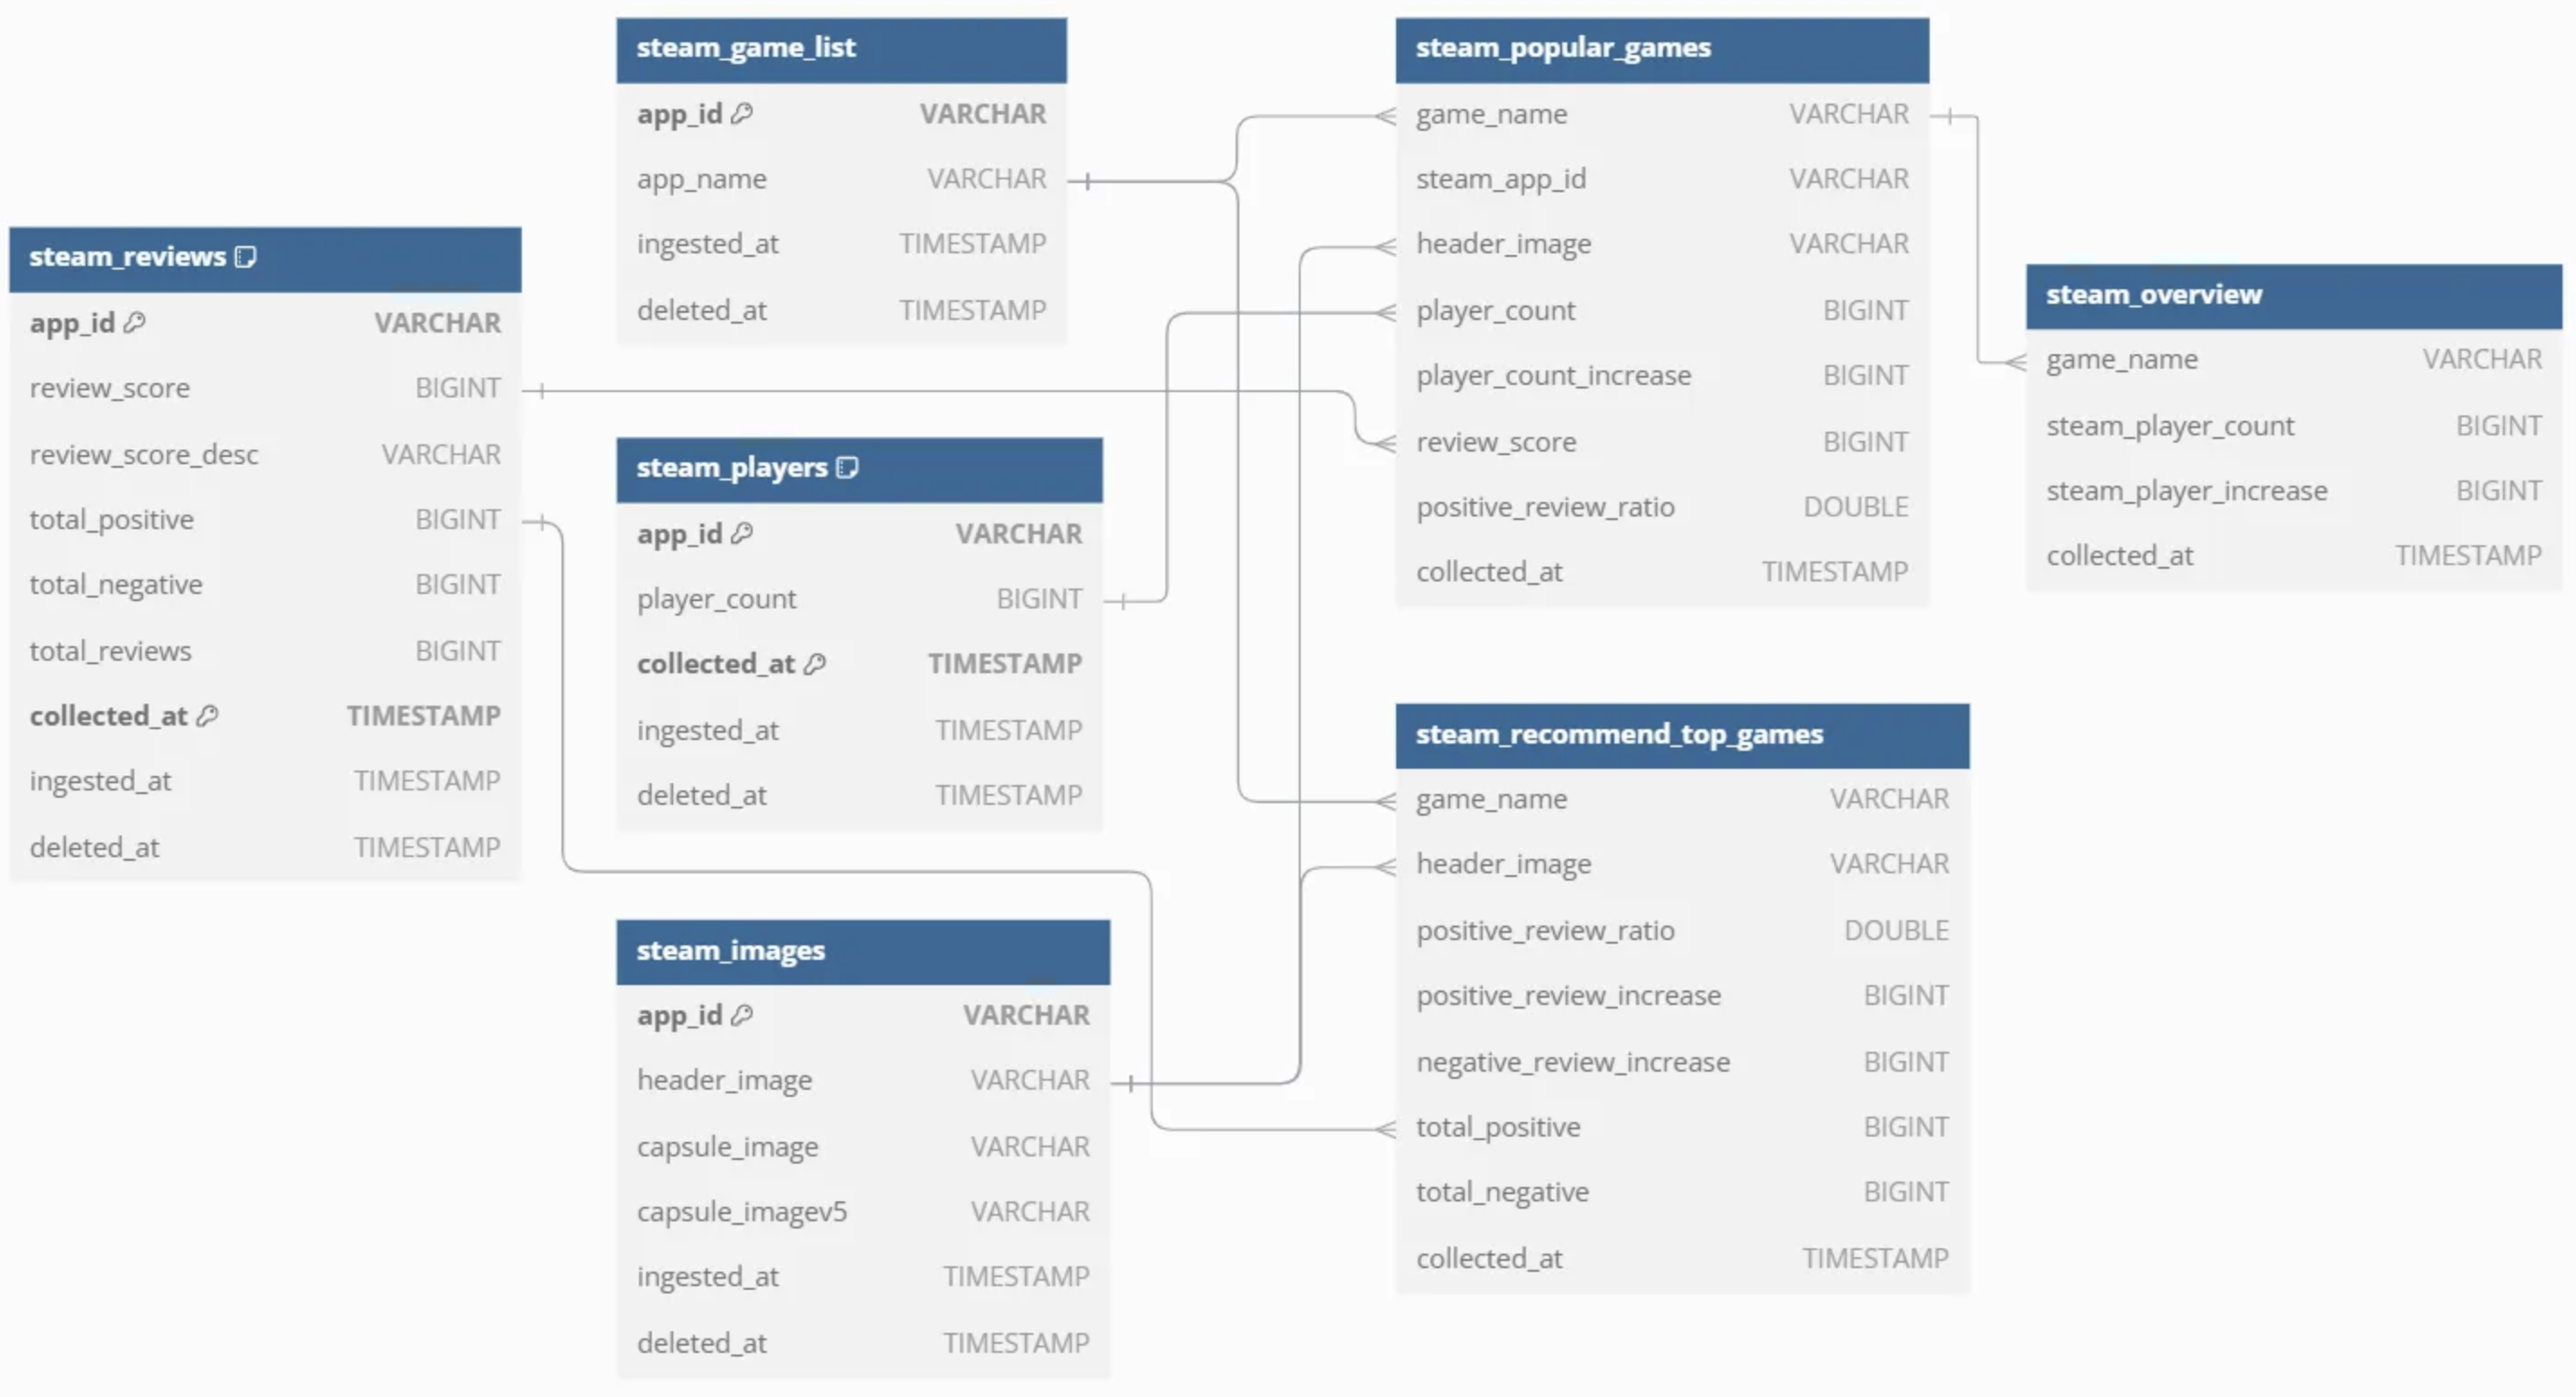 steam_game_list
app_id VARCHAR
app_name VARCHAR
ingested_at TIMESTAMP
deleted_at TIMESTAMP
steam_popular_games
game_name VARCHAR
steam_app_id VARCHAR
header_image VARCHAR
player_count BIGINT
player_count_increase BIGINT
review_score BIGINT
positive_review_ratio DOUBLE
collected_at TIMESTAMP
steam_reviews
app_id VARCHAR
review_score BIGINT
review_score_desc VARCHAR
total_positive BIGINT
total_negative BIGINT
total_reviews BIGINT
collected_at TIMESTAMP
ingested_at TIMESTAMP
deleted_at TIMESTAMP
steam_overview
game_name VARCHAR
steam_player_count BIGINT
steam_player_increase BIGINT
collected_at TIMESTAMP
steam_players
app_id VARCHAR
player_count BIGINT
collected_at TIMESTAMP
ingested_at TIMESTAMP
deleted_at TIMESTAMP
steam_recommend_top_games
game_name VARCHAR
header_image VARCHAR
positive_review_ratio DOUBLE
positive_review_increase BIGINT
negative_review_increase BIGINT
total_positive BIGINT
total_negative BIGINT
collected_at TIMESTAMP
steam_images
app_id VARCHAR
header_image VARCHAR
capsule_image VARCHAR
capsule_imagev5 VARCHAR
ingested_at TIMESTAMP
deleted_at TIMESTAMP